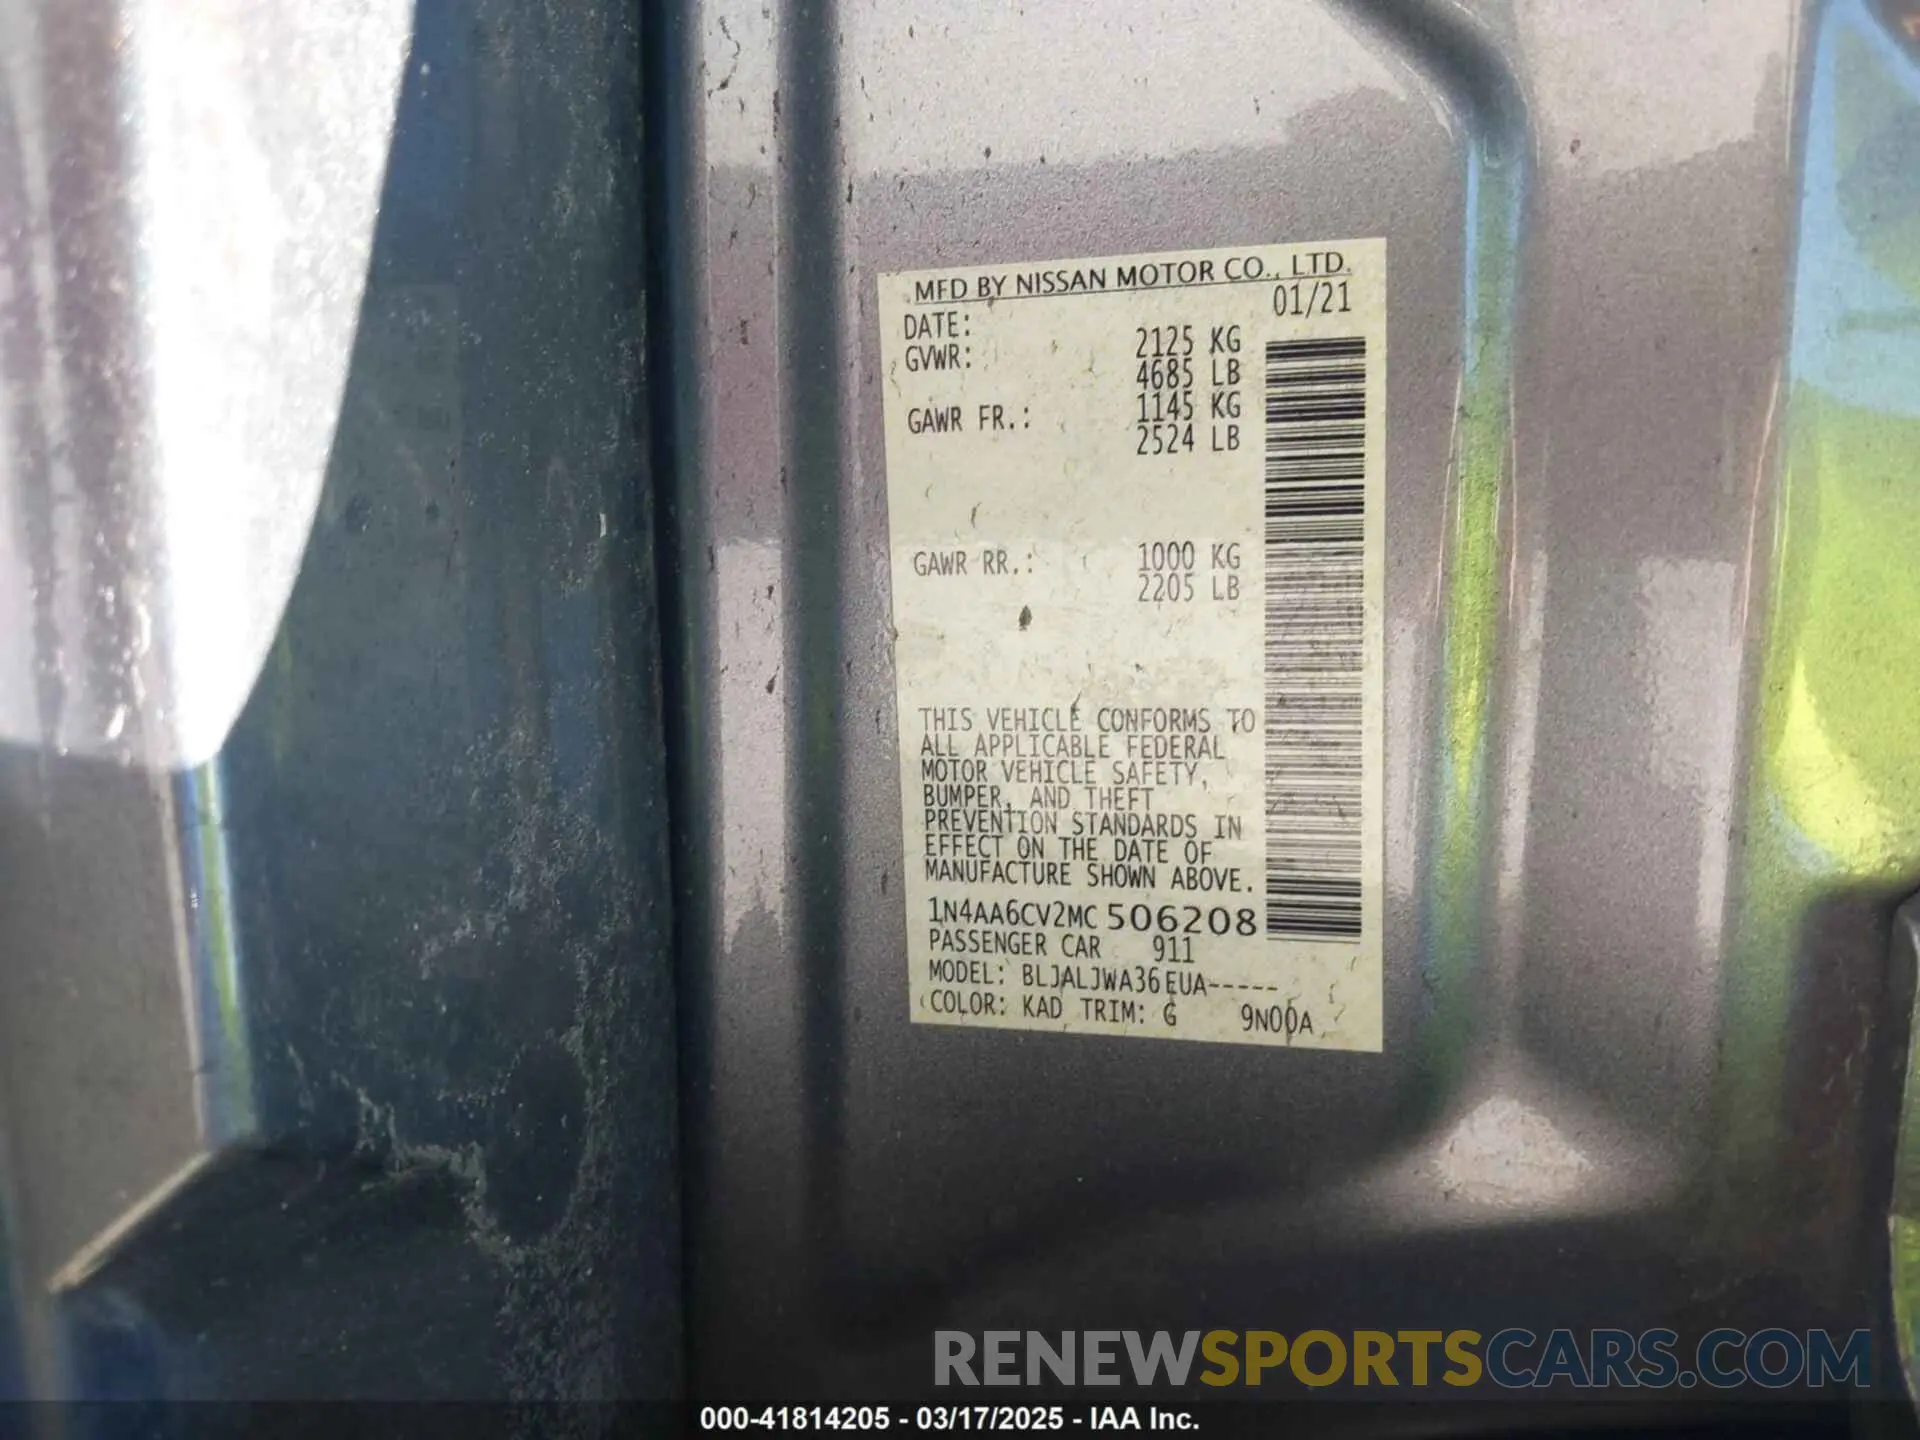 MFD BY NISSAN MOTOR CO., LTD.
DATE: 01/21
GVWR: 2125 KG
4685 LB
GAWR FR.: 1145 KG
2524 LB
GAWR RR.: 1000 KG
2205 LB
THIS VEHICLE CONFORMS TO
ALL APPLICABLE FEDERAL
MOTOR VEHICLE SAFETY,
BUMPER, AND THEFT
PREVENTION STANDARDS IN
EFFECT ON THE DATE OF
MANUFACTURE SHOWN ABOVE.
1N4AA6CV2MC506208
PASSENGER CAR 911
MODEL: BLJALJWA36EUA-----
COLOR: KAD TRIM: G 9N00A
RENEWSPORTSCARS.COM
000-41814205 - 03/17/2025 - IAA Inc.